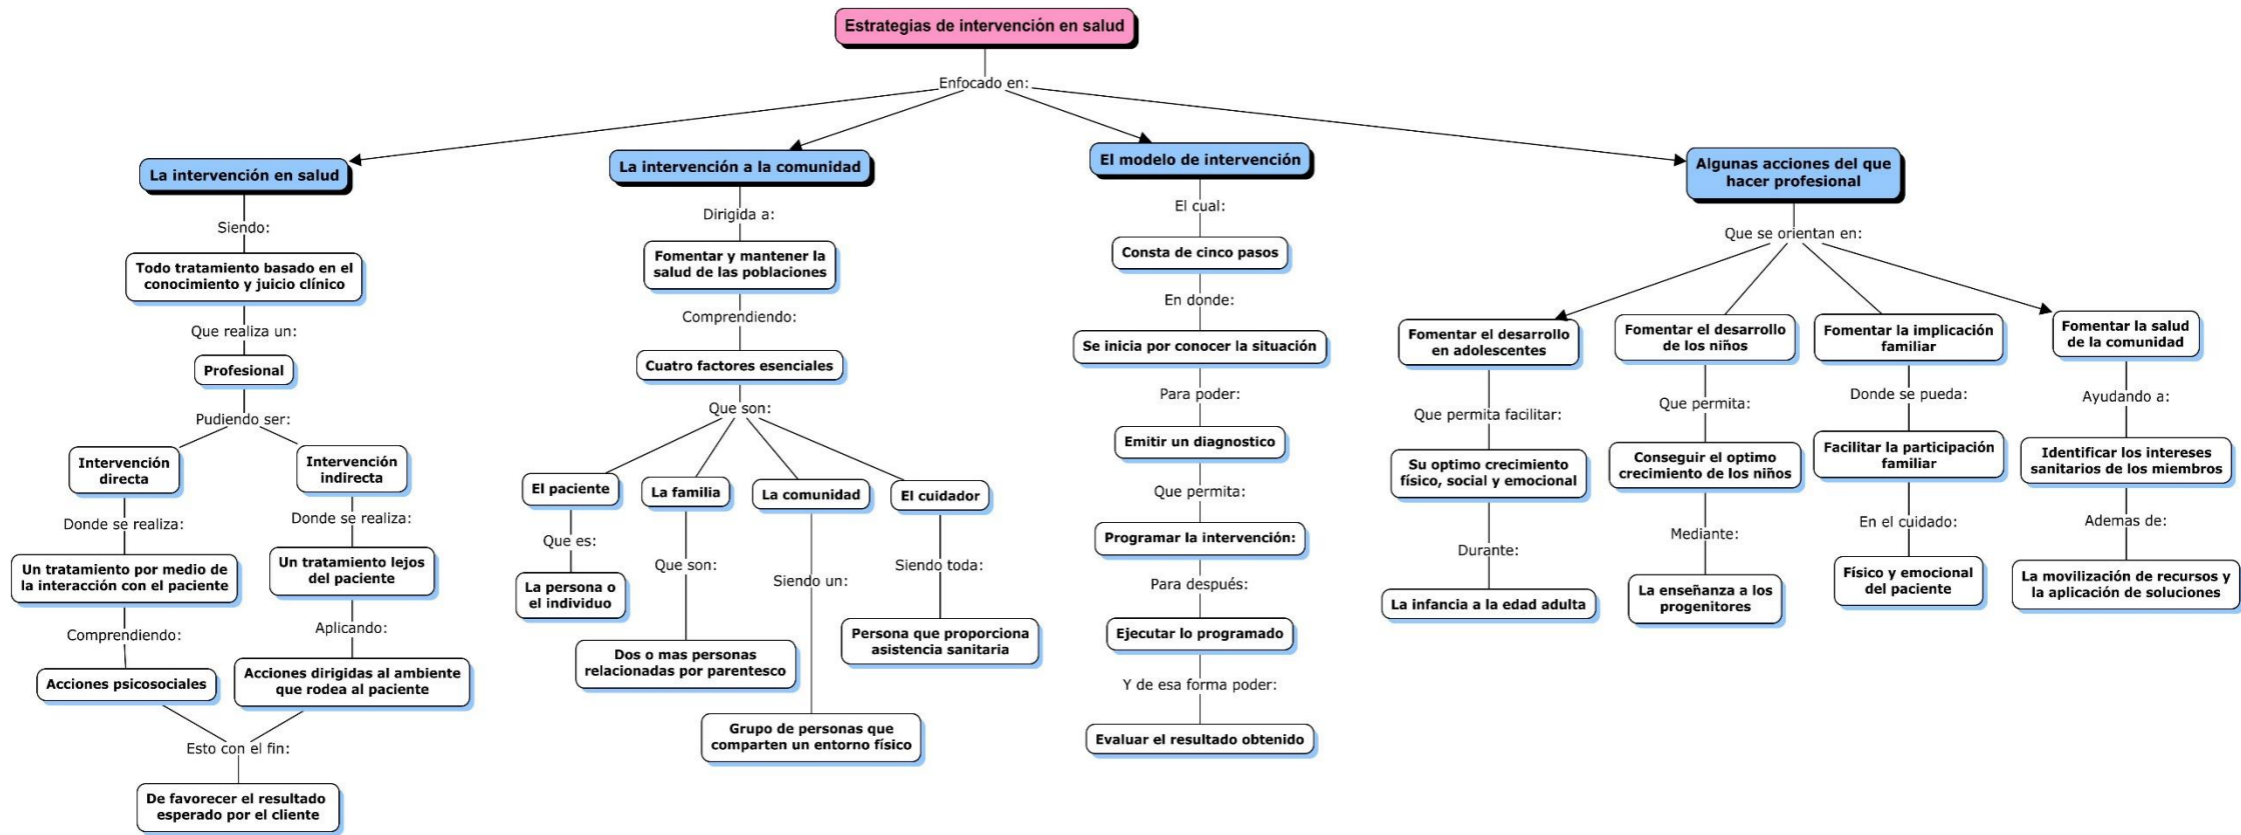 Estrategias de intervención en salud
Enfocado en:
La intervención en salud
Siendo:
Todo tratamiento basado en el
conocimiento y juicio clínico
Que realiza un:
Profesional
Pudiendo ser:
Intervención
directa
Donde se realiza:
Un tratamiento por medio de
la interacción con el paciente
Comprendiendo:
Acciones psicosociales
Intervención
indirecta
Donde se realiza:
Un tratamiento lejos
del paciente
Aplicando:
Acciones dirigidas al ambiente
que rodea al paciente
Esto con el fin:
De favorecer el resultado
esperado por el cliente
La intervención a la comunidad
Dirigida a:
Fomentar y mantener la
salud de las poblaciones
Comprendiendo:
Cuatro factores esenciales
Que son:
El paciente
Que es:
La persona o
el individuo
La familia
Que son:
Dos o mas personas
relacionadas por parentesco
La comunidad
Siendo un:
Grupo de personas que
comparten un entorno físico
El cuidador
Siendo toda:
Persona que proporciona
asistencia sanitaria
El modelo de intervención
El cual:
Consta de cinco pasos
En donde:
Se inicia por conocer la situación
Para poder:
Emitir un diagnostico
Que permita:
Programar la intervención:
Para después:
Ejecutar lo programado
Y de esa forma poder:
Evaluar el resultado obtenido
Algunas acciones del que
hacer profesional
Que se orientan en:
Fomentar el desarrollo
en adolescentes
Que permita facilitar:
Su optimo crecimiento
físico, social y emocional
Durante:
La infancia a la edad adulta
Fomentar el desarrollo
de los niños
Que permita:
Conseguir el optimo
crecimiento de los niños
Mediante:
La enseñanza a los
progenitores
Fomentar la implicación
familiar
Donde se pueda:
Facilitar la participación
familiar
En el cuidado:
Físico y emocional
del paciente
Fomentar la salud
de la comunidad
Ayudando a:
Identificar los intereses
sanitarios de los miembros
Ademas de:
La movilización de recursos y
la aplicación de soluciones